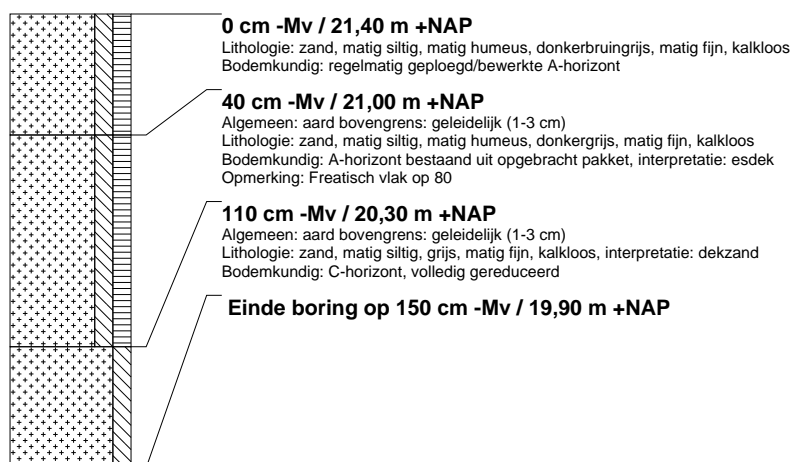 0 cm -Mv / 21,40 m +NAP
Lithologie: zand, matig siltig, matig humeus, donkerbruingrijs, matig fijn, kalkloos
Bodemkundig: regelmatig geploegd/bewerkte A-horizont
40 cm -Mv / 21,00 m +NAP
Algemeen: aard bovengrens: geleidelijk (1-3 cm)
Lithologie: zand, matig siltig, matig humeus, donkergrijs, matig fijn, kalkloos
Bodemkundig: A-horizont bestaand uit opgebracht pakket, interpretatie: esdek
Opmerking: Freatisch vlak op 80
110 cm -Mv / 20,30 m +NAP
Algemeen: aard bovengrens: geleidelijk (1-3 cm)
Lithologie: zand, matig siltig, grijs, matig fijn, kalkloos, interpretatie: dekzand
Bodemkundig: C-horizont, volledig gereduceerd
Einde boring op 150 cm -Mv / 19,90 m +NAP